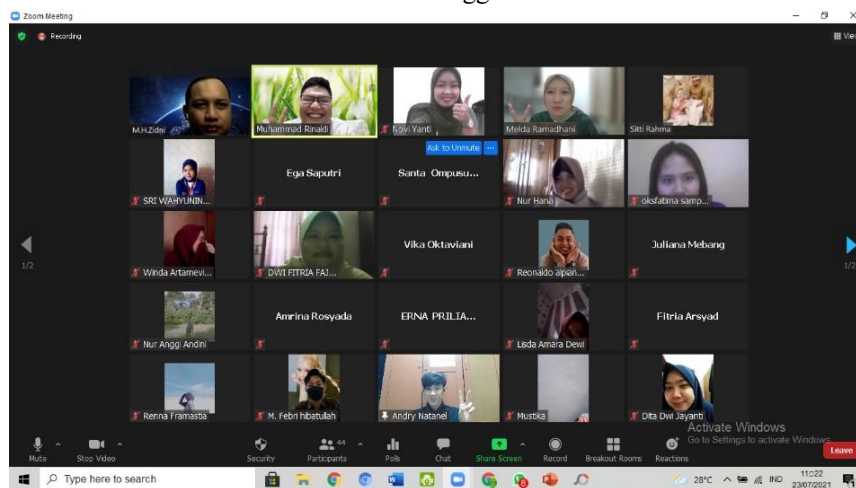 Zoom Meeting
Recording
View
M.H.Zidni
Muhammad Rinaldi
Novi Yanti
Melda Ramadhani
Sitti Rahma
Ask to Unmute
SRI WAHYUNIN...
Ega Saputri
Santa Ompusu...
Nur Hana
oksfatima samp...
Winda Artamevi...
DWI FITRIA FAJ...
Vika Oktaviani
Reonaldo alpian...
Juliana Mebang
1/2
1/2
Nur Anggi Andini
Amrina Rosyada
ERNA PRILIA...
Lisda Amara Dewi
Fitria Arsyad
Renna Framastia
M. Febri hibatullah
Andry Natanel
Mustika
Dita Dwi Jayanti
Activate Windows
Go to Settings to activate Windows.
Mute
Stop Video
Security
Participants
44
Polls
Chat
Share Screen
Record
Breakout Rooms
Reactions
Leave
Type here to search
28°C
IND
11:22
23/07/2021